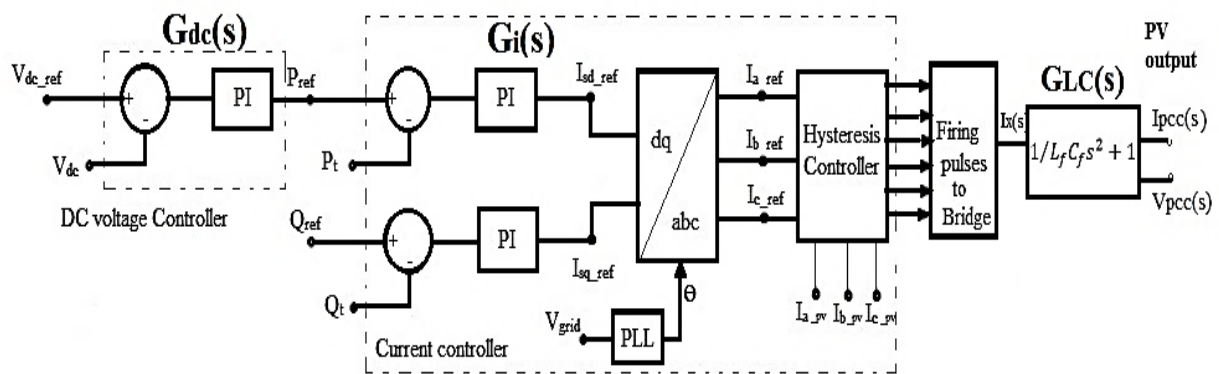 Gdc(s)
Vdc_ref
+
-
PI
Pref
Vdc
DC voltage Controller
Gi(s)
+
-
PI
Isd_ref
Pt
Qref
+
-
PI
Isq_ref
Qt
dq
abc
θ
Vgrid
PLL
Current controller
Ia_ref
Ib_ref
Ic_ref
Hysteresis
Controller
Ia_pv Ib_pv Ic_pv
Firing
pulses
to
Bridge
Ix(s)
GLC(s)
1/LfCfs² + 1
PV
output
Ipcc(s)
Vpcc(s)